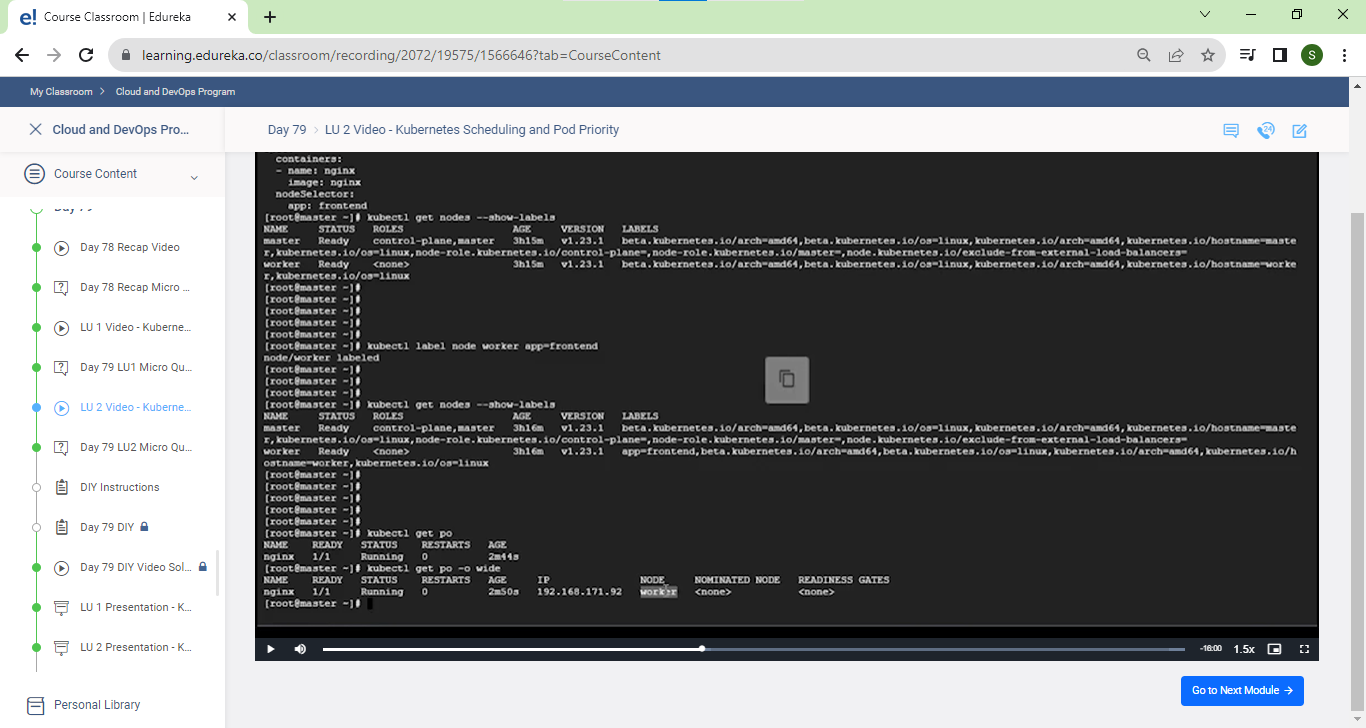 e! Course Classroom | Edureka
learning.edureka.co/classroom/recording/2072/19575/1566646?tab=CourseContent
S
My Classroom > Cloud and DevOps Program
Cloud and DevOps Pro...
Day 79 > LU 2 Video - Kubernetes Scheduling and Pod Priority
24
Course Content
Day 78 Recap Video
Day 78 Recap Micro ...
LU 1 Video - Kuberne...
Day 79 LU1 Micro Qu...
LU 2 Video - Kuberne...
Day 79 LU2 Micro Qu...
DIY Instructions
Day 79 DIY
Day 79 DIY Video Sol...
LU 1 Presentation - K...
LU 2 Presentation - K...
Personal Library
containers:
- name: nginx
image: nginx
nodeSelector:
app: frontend
[root@master ~]# kubectl get nodes --show-labels
NAME STATUS ROLES AGE VERSION LABELS
master Ready control-plane,master 3h15m v1.23.1 beta.kubernetes.io/arch=amd64,beta.kubernetes.io/os=linux,kubernetes.io/arch=amd64,kubernetes.io/hostname=maste
r,kubernetes.io/os=linux,node-role.kubernetes.io/control-plane=,node-role.kubernetes.io/master=,node.kubernetes.io/exclude-from-external-load-balancers=
worker Ready <none> 3h15m v1.23.1 beta.kubernetes.io/arch=amd64,beta.kubernetes.io/os=linux,kubernetes.io/arch=amd64,kubernetes.io/hostname=worke
r,kubernetes.io/os=linux
[root@master ~]#
[root@master ~]#
[root@master ~]#
[root@master ~]#
[root@master ~]#
[root@master ~]# kubectl label node worker app=frontend
node/worker labeled
[root@master ~]#
[root@master ~]#
[root@master ~]#
[root@master ~]# kubectl get nodes --show-labels
NAME STATUS ROLES AGE VERSION LABELS
master Ready control-plane,master 3h16m v1.23.1 beta.kubernetes.io/arch=amd64,beta.kubernetes.io/os=linux,kubernetes.io/arch=amd64,kubernetes.io/hostname=maste
r,kubernetes.io/os=linux,node-role.kubernetes.io/control-plane=,node-role.kubernetes.io/master=,node.kubernetes.io/exclude-from-external-load-balancers=
worker Ready <none> 3h16m v1.23.1 app=frontend,beta.kubernetes.io/arch=amd64,beta.kubernetes.io/os=linux,kubernetes.io/arch=amd64,kubernetes.io/h
ostname=worker,kubernetes.io/os=linux
[root@master ~]#
[root@master ~]#
[root@master ~]#
[root@master ~]#
[root@master ~]#
[root@master ~]# kubectl get po
NAME READY STATUS RESTARTS AGE
nginx 1/1 Running 0 2m44s
[root@master ~]# kubectl get po -o wide
NAME READY STATUS RESTARTS AGE IP NODE NOMINATED NODE READINESS GATES
nginx 1/1 Running 0 2m50s 192.168.171.92 worker <none> <none>
[root@master ~]#
-16:00 1.5x
Go to Next Module →